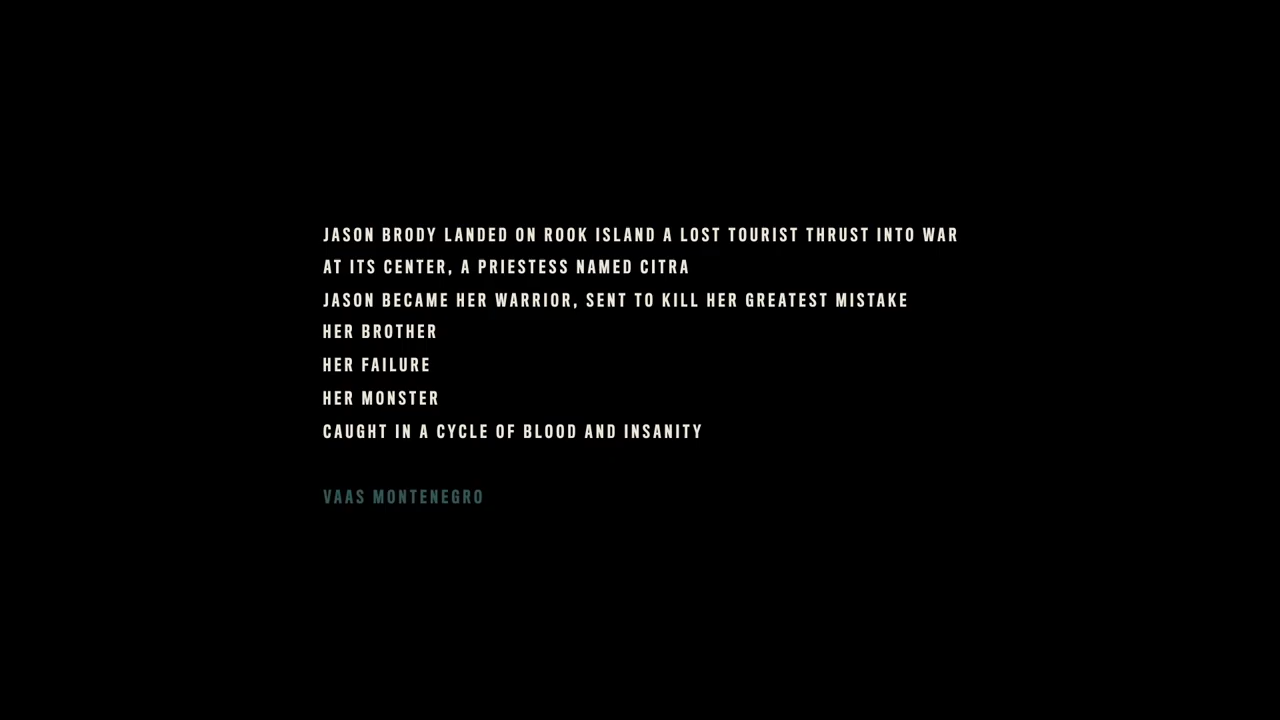 JASON BRODY LANDED ON ROOK ISLAND A LOST TOURIST THRUST INTO WAR
AT ITS CENTER, A PRIESTESS NAMED CITRA
JASON BECAME HER WARRIOR, SENT TO KILL HER GREATEST MISTAKE
HER BROTHER
HER FAILURE
HER MONSTER
CAUGHT IN A CYCLE OF BLOOD AND INSANITY
VAAS MONTENEGRO